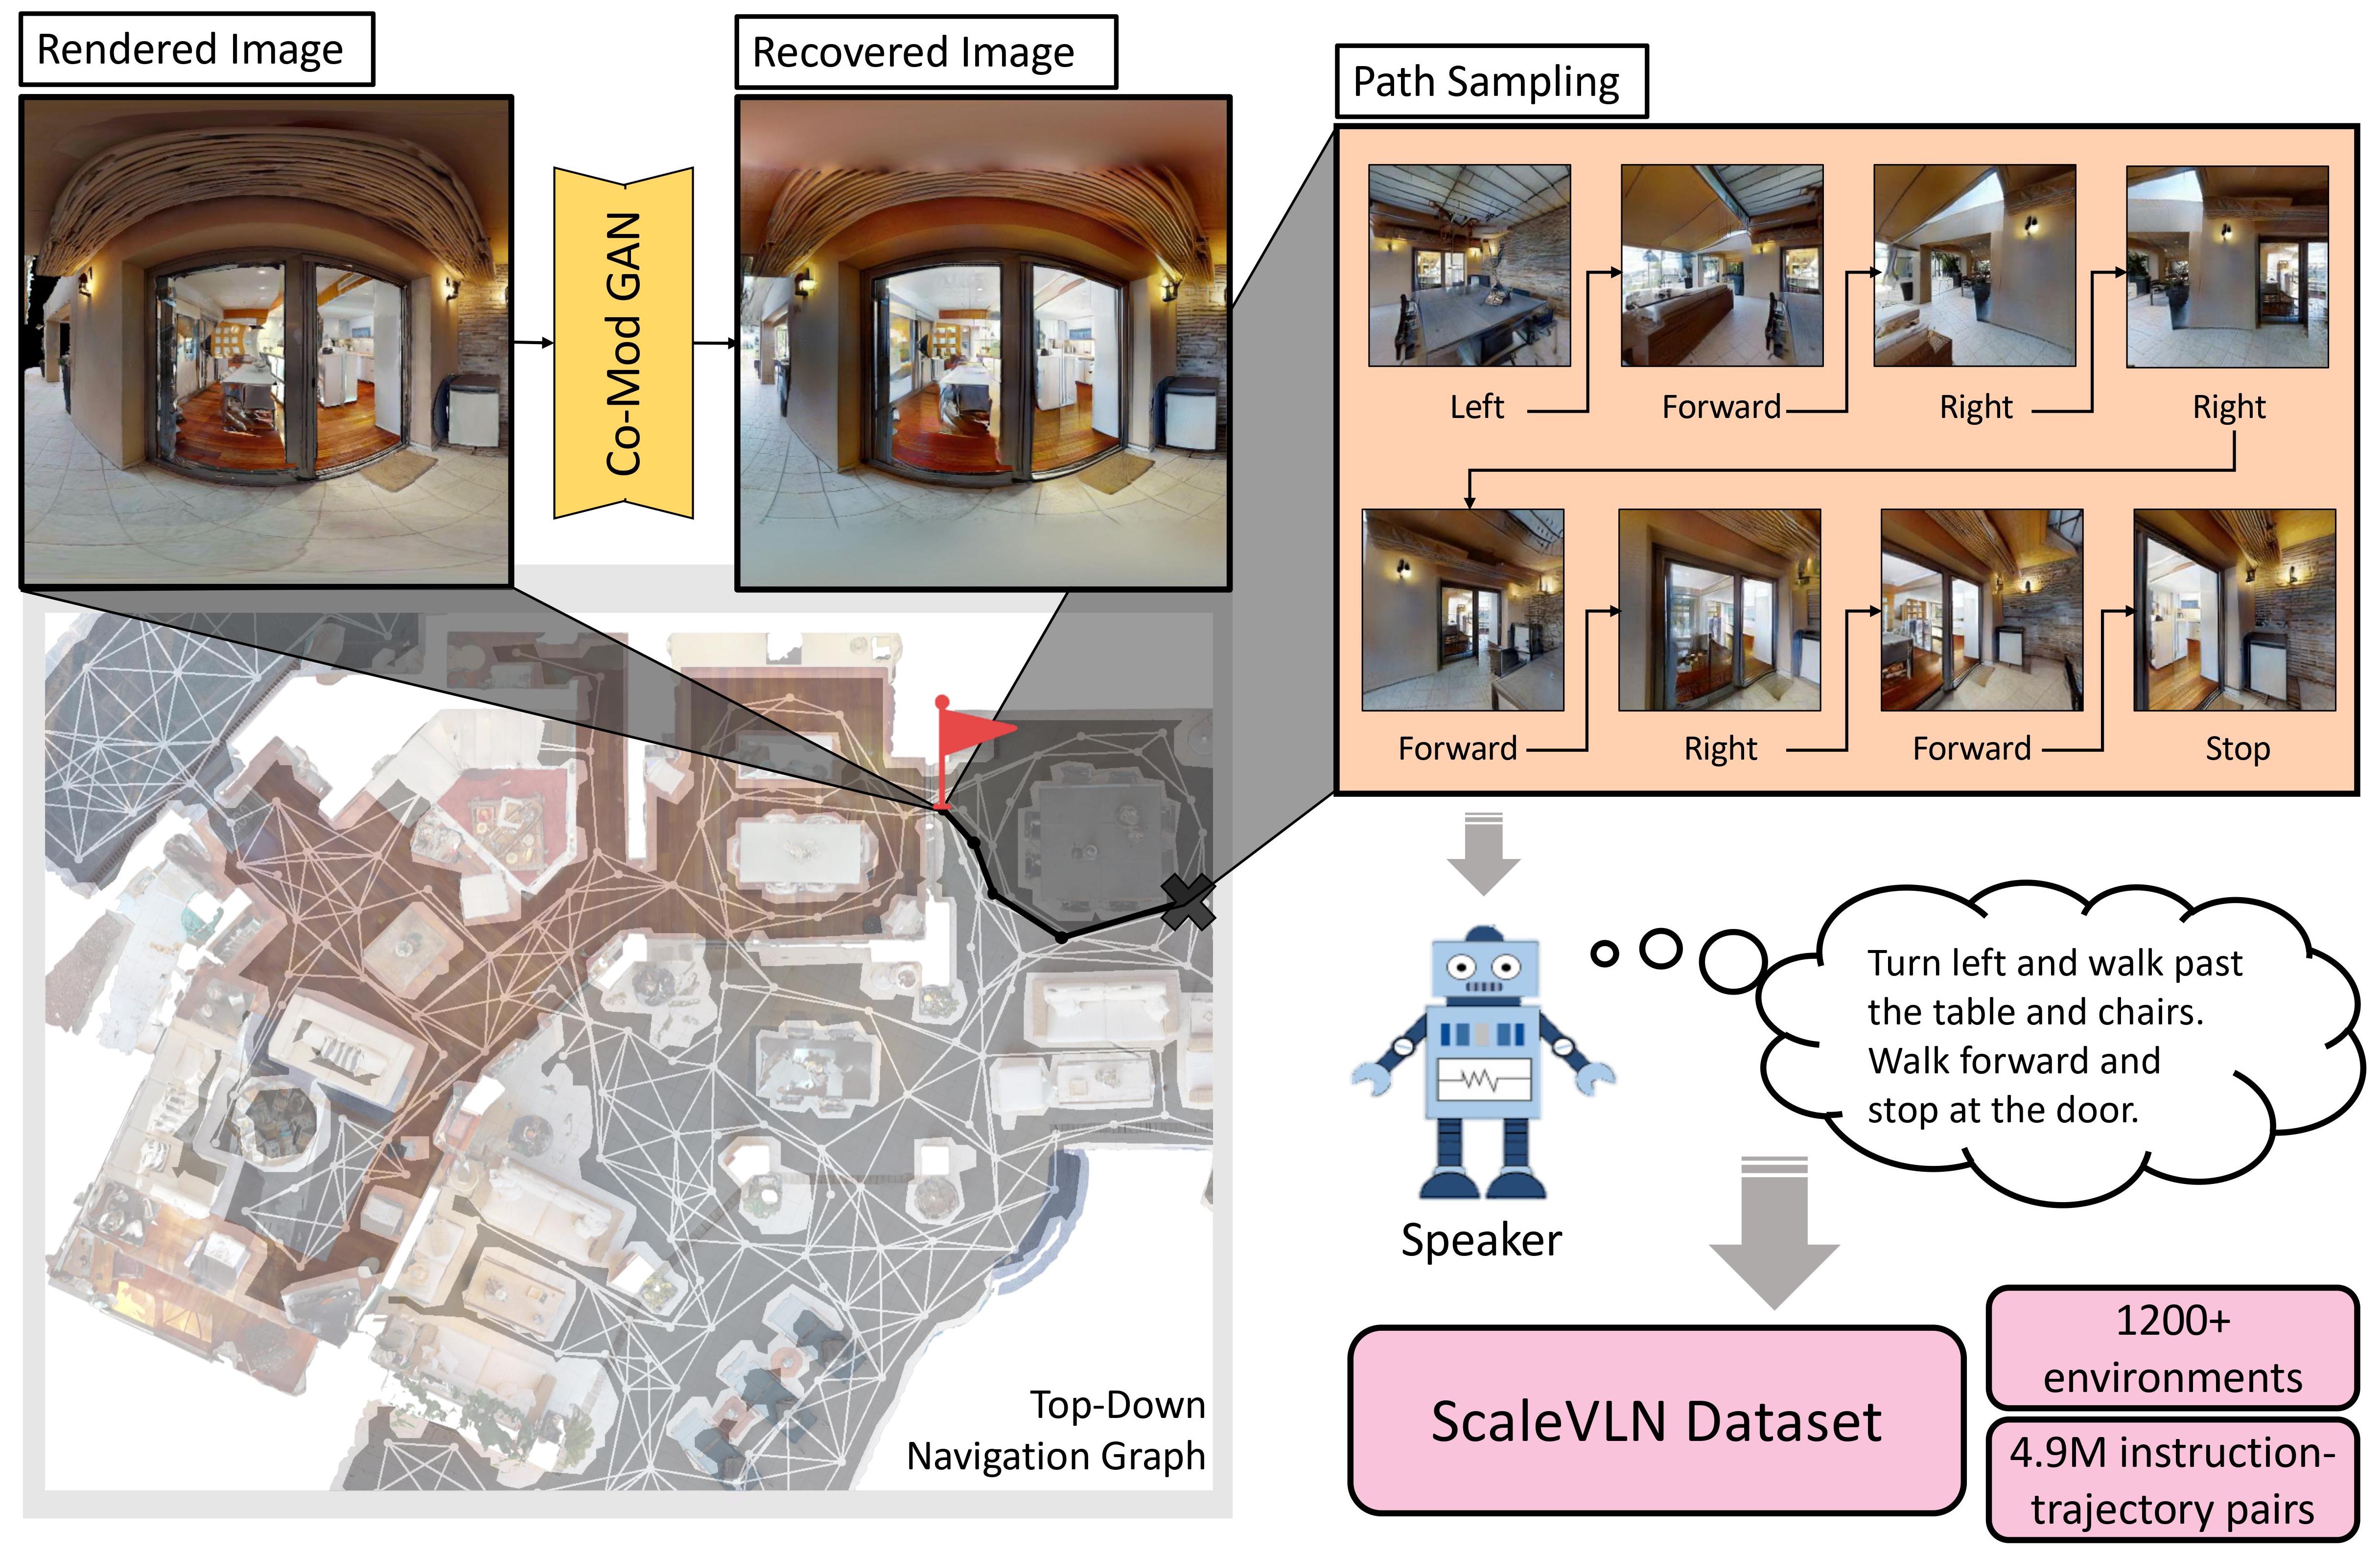 Rendered Image
Recovered Image
Path Sampling
Co-Mod GAN
Left
Forward
Right
Right
Forward
Right
Forward
Stop
Turn left and walk past
the table and chairs.
Walk forward and
stop at the door.
Speaker
Top-Down
Navigation Graph
ScaleVLN Dataset
1200+
environments
4.9M instruction-
trajectory pairs